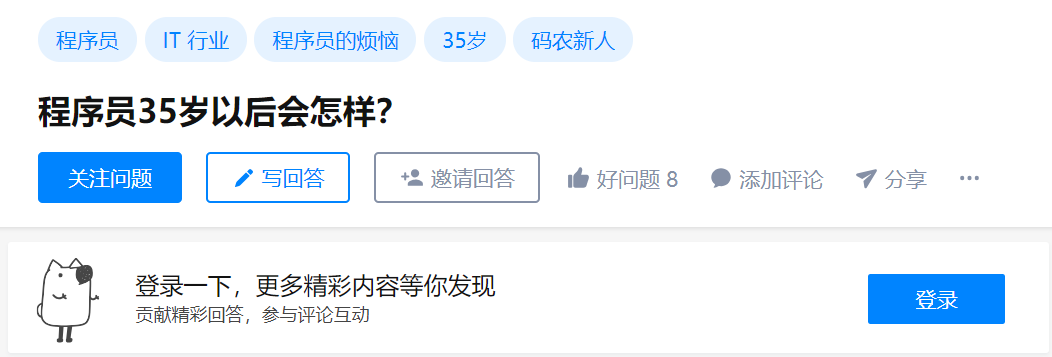 程序员 IT 行业 程序员的烦恼 35岁 码农新人
程序员35岁以后会怎样?
关注问题 写回答 邀请回答 好问题 8 添加评论 分享
登录一下，更多精彩内容等你发现
贡献精彩回答，参与评论互动
登录